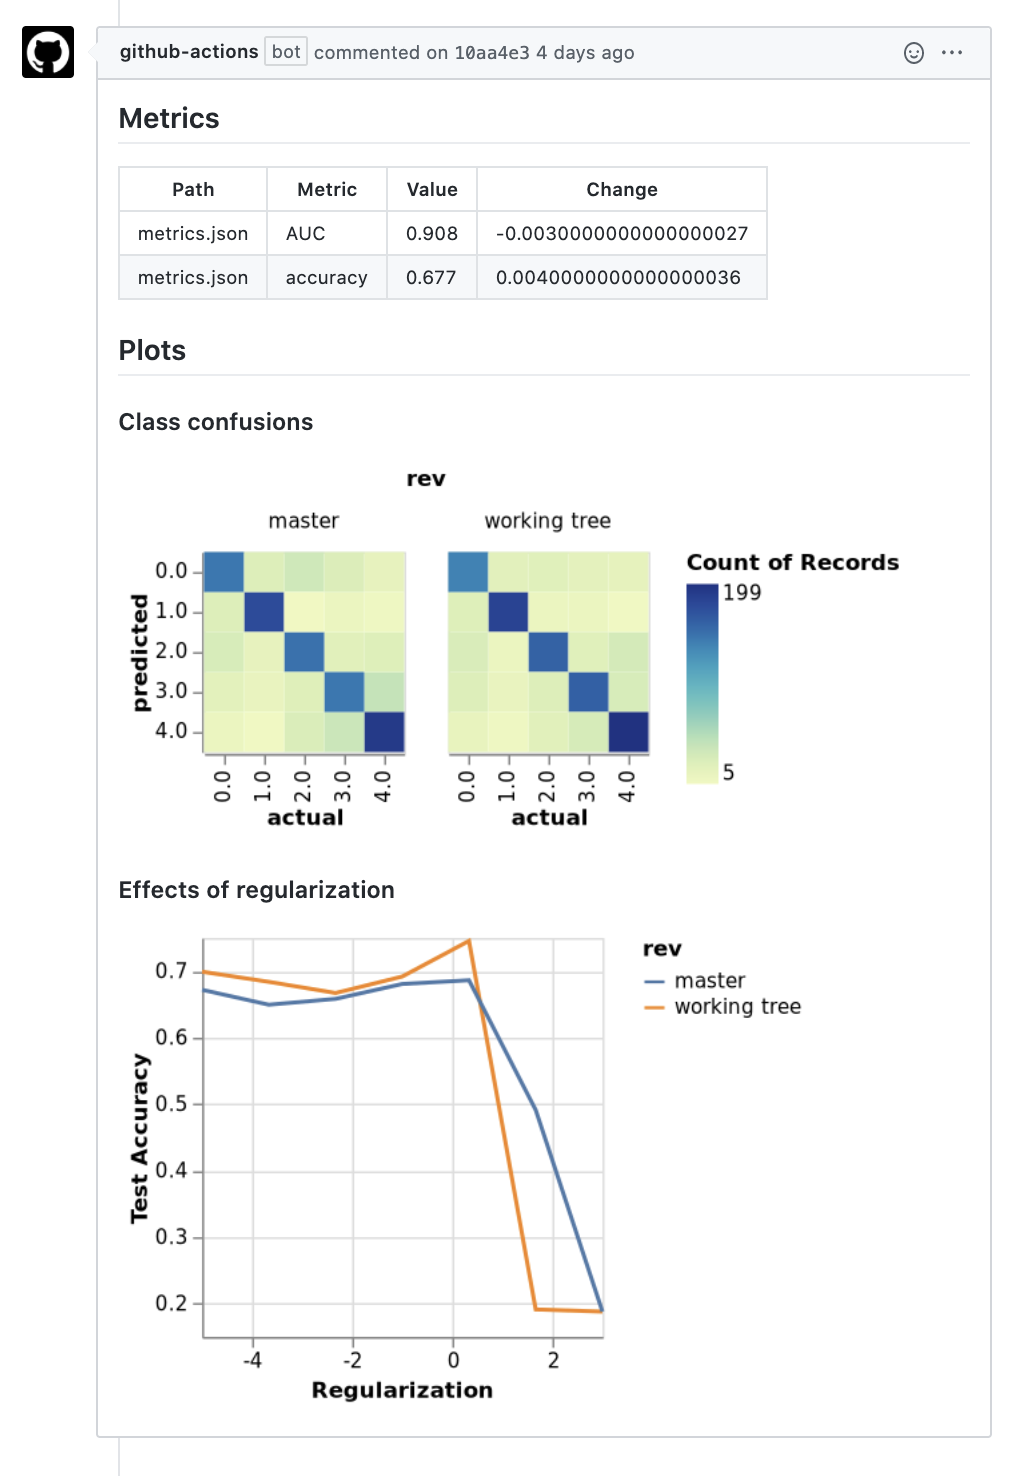 github-actions bot commented on 10aa4e3 4 days ago
Metrics
Path Metric Value Change
metrics.json AUC 0.908 -0.0030000000000000027
metrics.json accuracy 0.677 0.0040000000000000036
Plots
Class confusions
rev
master working tree
predicted
0.0
1.0
2.0
3.0
4.0
0.0 1.0 2.0 3.0 4.0
actual
0.0 1.0 2.0 3.0 4.0
actual
Count of Records
199
5
Effects of regularization
Test Accuracy
0.7
0.6
0.5
0.4
0.3
0.2
-4 -2 0 2
Regularization
rev
master
working tree